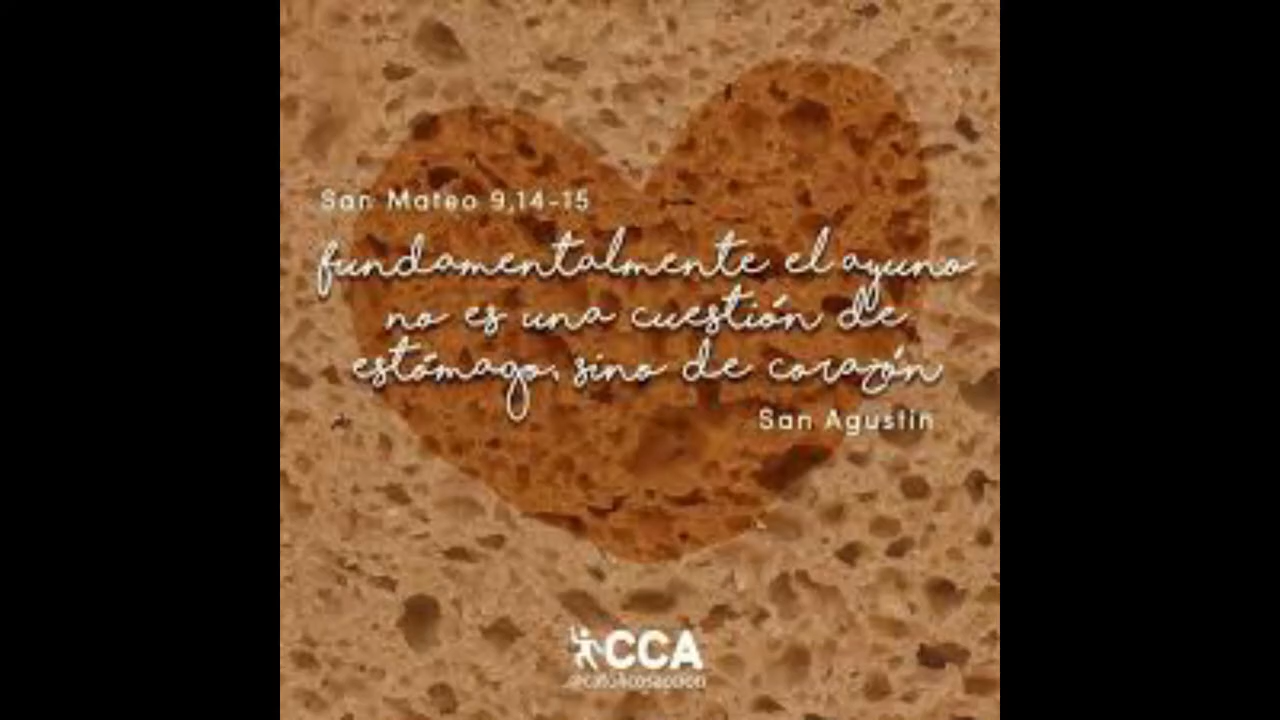 San Mateo 9,14-15
fundamentalmente el ayuno
no es una cuestión de
estómago, sino de corazón
San Agustín
CCA
@catolicosaccion